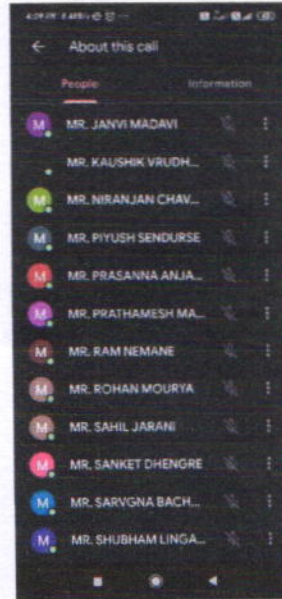 About this call
People Information
M MR. JANVI MADAVI
MR. KAUSHIK VRUDH...
M MR. NIRANJAN CHAV...
M MR. PIYUSH SENDURSE
M MR. PRASANNA ANJA...
M MR. PRATHAMESH MA...
M MR. RAM NEMANE
M MR. ROHAN MOURYA
M MR. SAHIL JARANI
M MR. SANKET DHENGRE
M MR. SARVGNA BACH...
M MR. SHUBHAM LINGA...